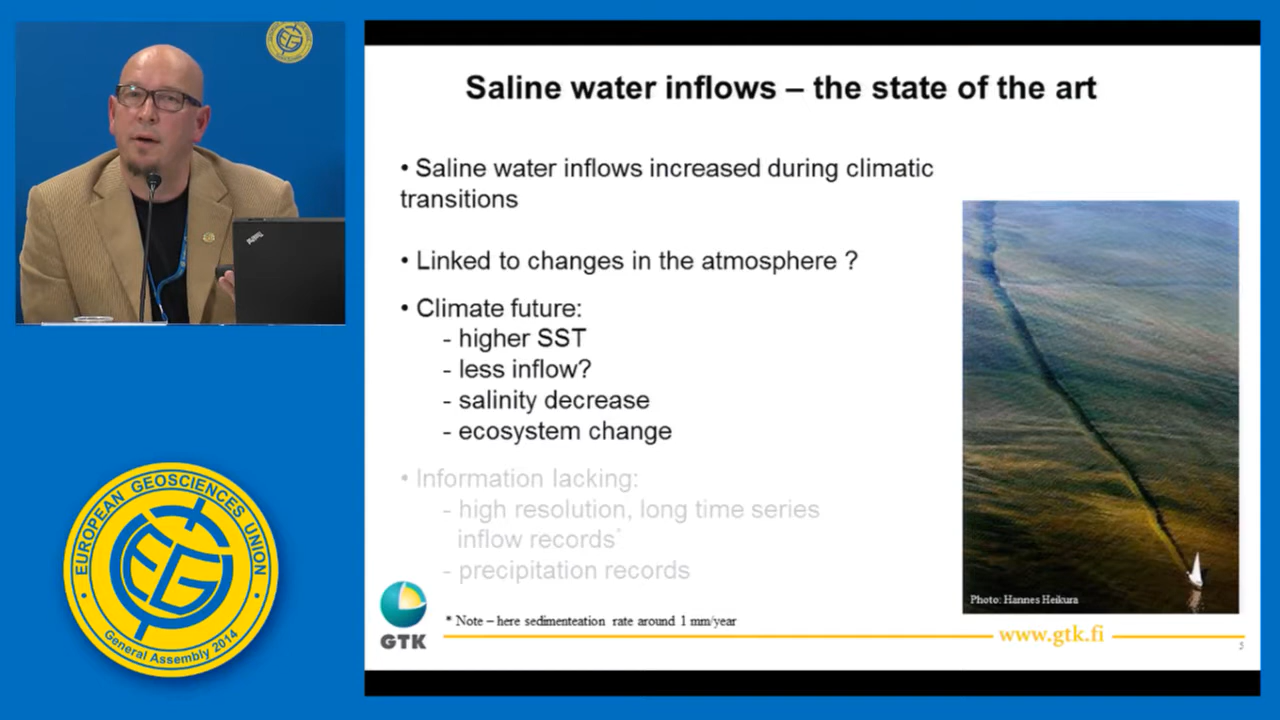 Saline water inflows – the state of the art
• Saline water inflows increased during climatic
transitions
• Linked to changes in the atmosphere ?
• Climate future:
- higher SST
- less inflow?
- salinity decrease
- ecosystem change
• Information lacking:
- high resolution, long time series
inflow records*
- precipitation records
Photo: Hannes Heikura
* Note – here sedimenteation rate around 1 mm/year
GTK
www.gtk.fi
5
EUROPEAN GEOSCIENCES UNION
EGU
General Assembly 2014